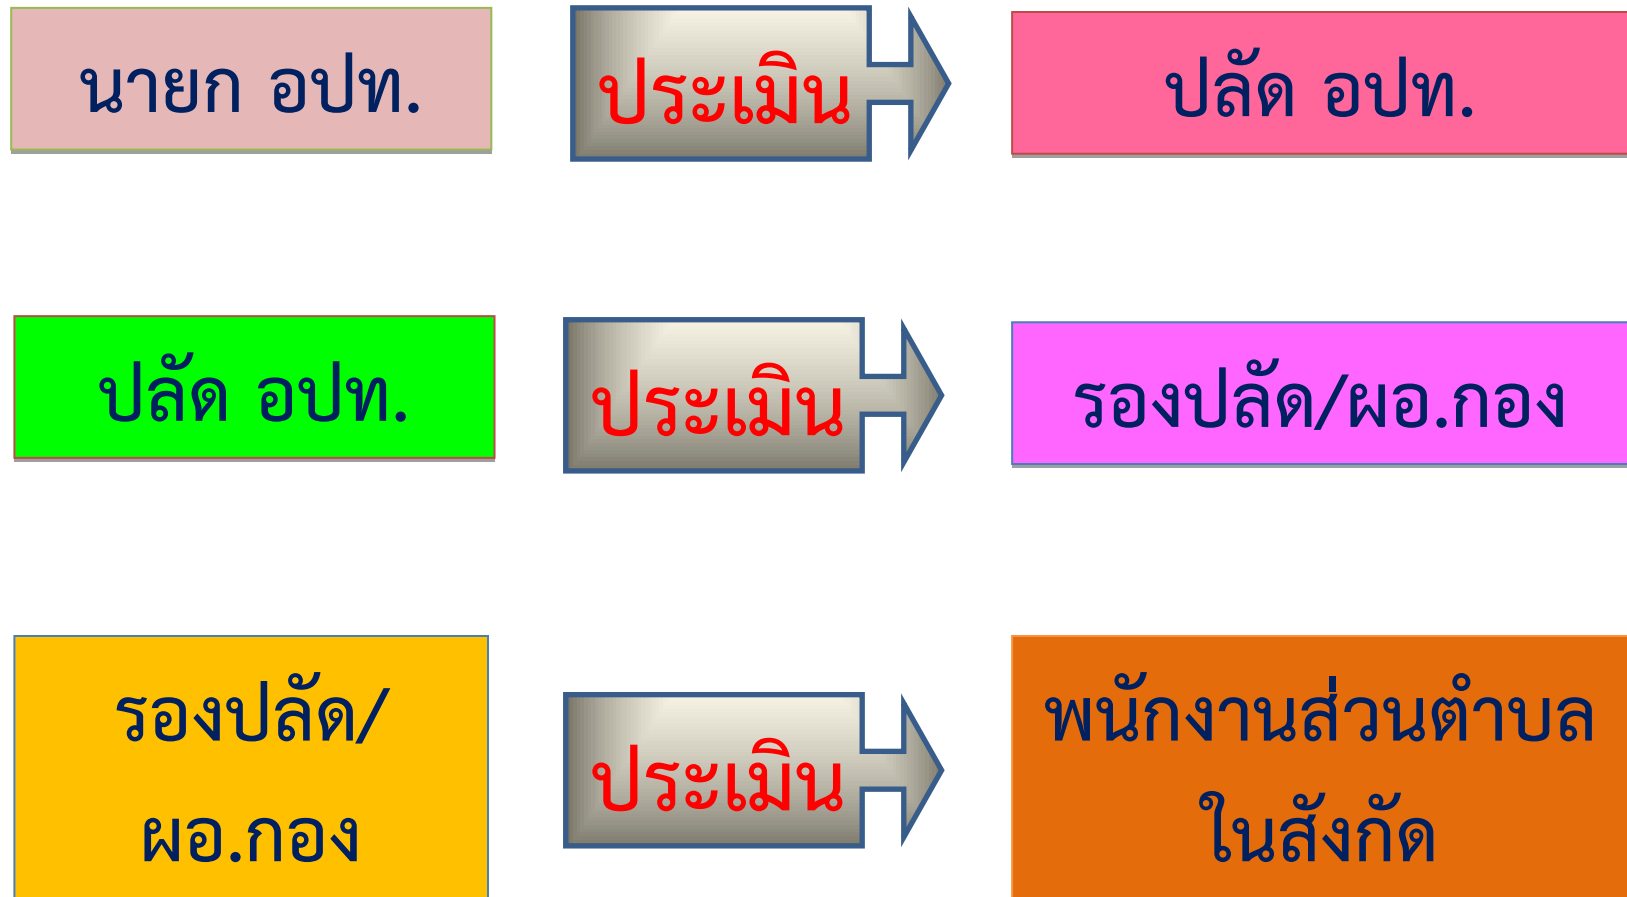 นายก อปท.
ประเมิน
ปลัด อปท.
ปลัด อปท.
ประเมิน
รองปลัด/ผอ.กอง
รองปลัด/
ผอ.กอง
ประเมิน
พนักงานส่วนตำบล
ในสังกัด